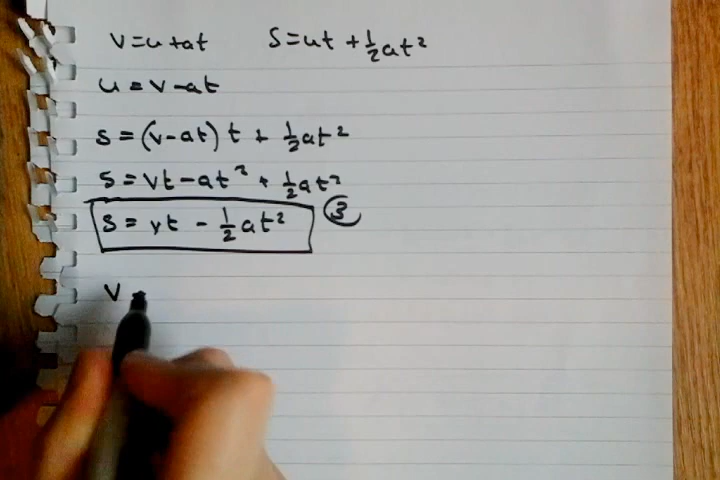 v=u+at s=ut+½at²
u=v-at
s=(v-at)t+½at²
s=vt-at²+½at²
s=vt-½at² 3
v